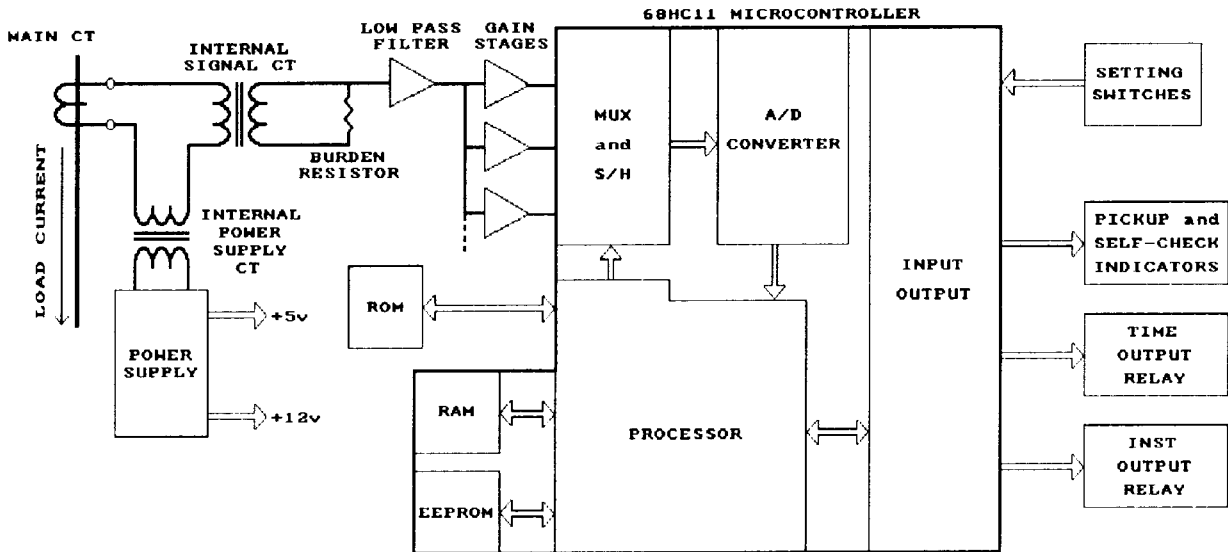 68HC11 MICROCONTROLLER
MAIN CT
INTERNAL
SIGNAL CT
LOW PASS
FILTER
GAIN
STAGES
BURDEN
RESISTOR
LOAD CURRENT
INTERNAL
POWER
SUPPLY
CT
POWER
SUPPLY
+5v
+12v
MUX
and
S/H
A/D
CONVERTER
INPUT
OUTPUT
ROM
RAM
EEPROM
PROCESSOR
SETTING
SWITCHES
PICKUP and
SELF-CHECK
INDICATORS
TIME
OUTPUT
RELAY
INST
OUTPUT
RELAY